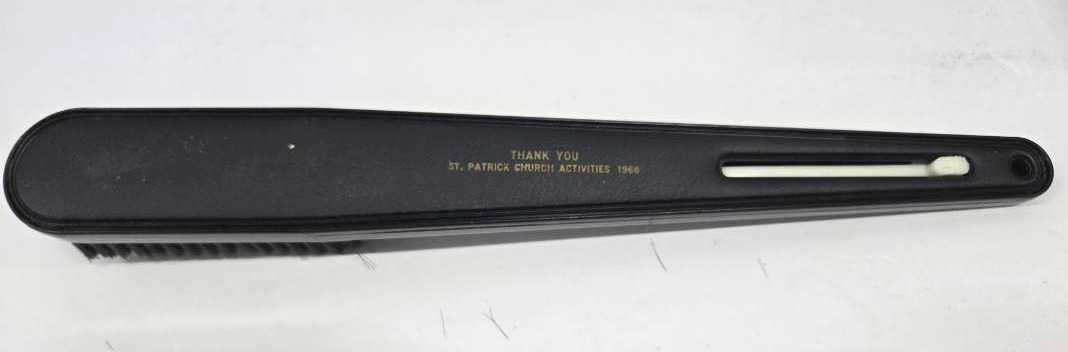 THANK YOU
ST. PATRICK CHURCH ACTIVITIES 1968